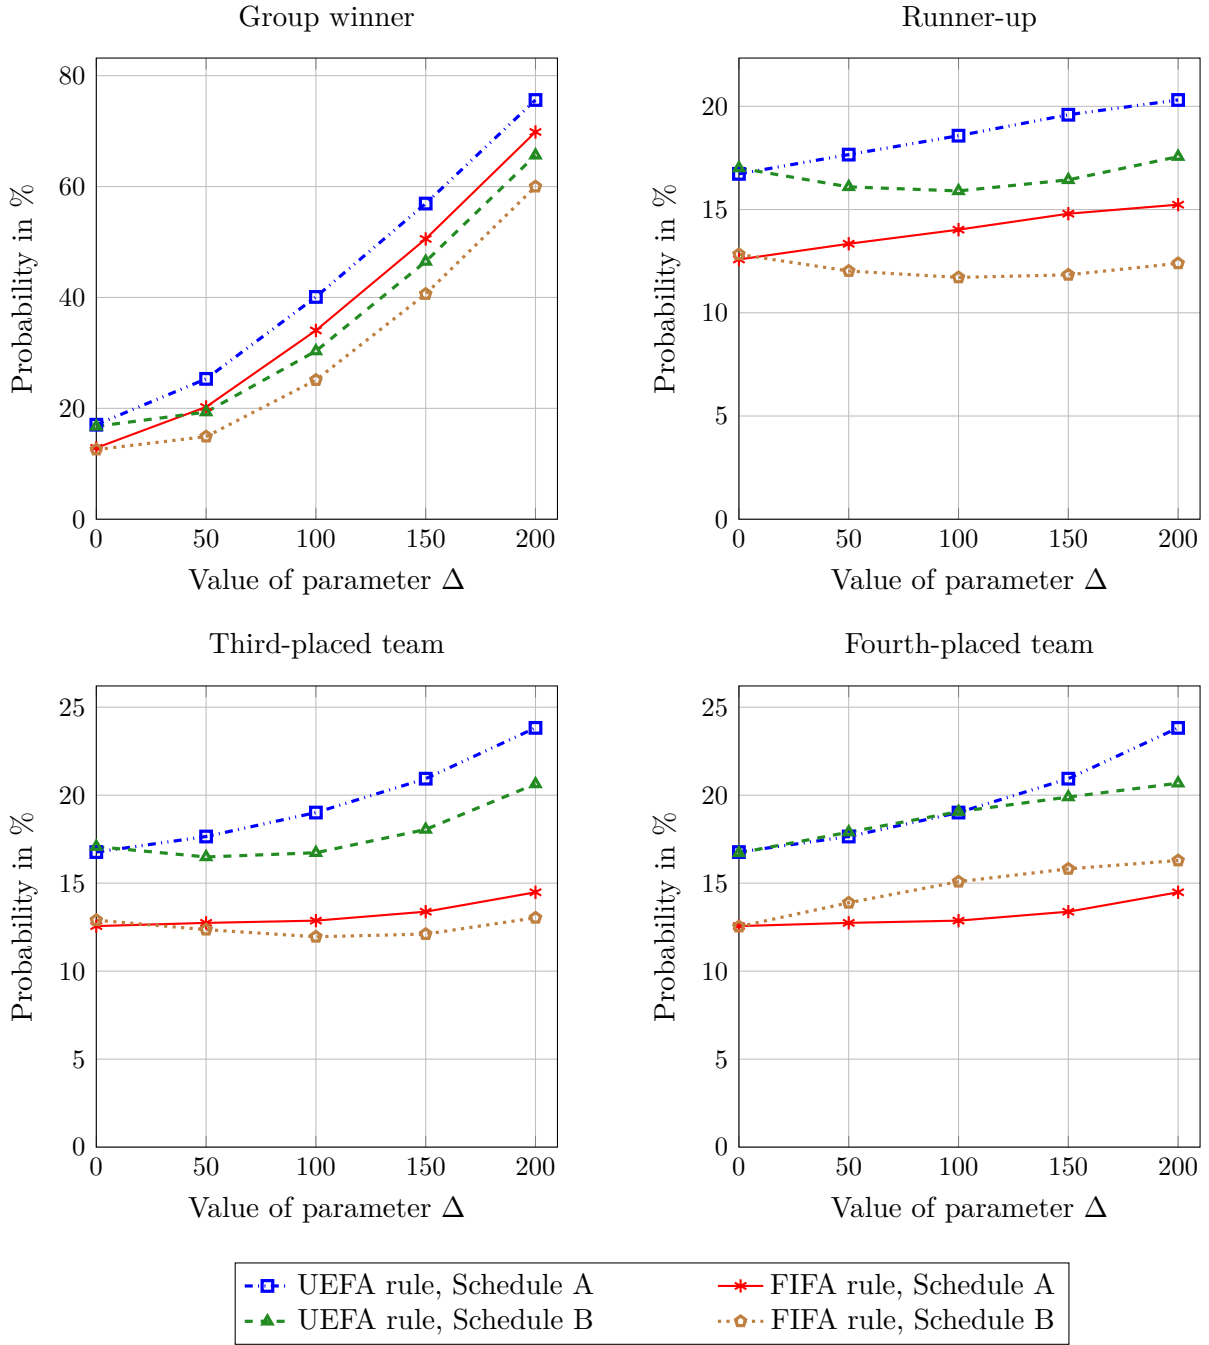 Group winner
Runner-up
80
60
40
20
0
0 50 100 150 200
Probability in %
Value of parameter Δ
20
15
10
5
0
0 50 100 150 200
Probability in %
Value of parameter Δ
Third-placed team
Fourth-placed team
25
20
15
10
5
0
0 50 100 150 200
Probability in %
Value of parameter Δ
25
20
15
10
5
0
0 50 100 150 200
Probability in %
Value of parameter Δ
UEFA rule, Schedule A
FIFA rule, Schedule A
UEFA rule, Schedule B
FIFA rule, Schedule B